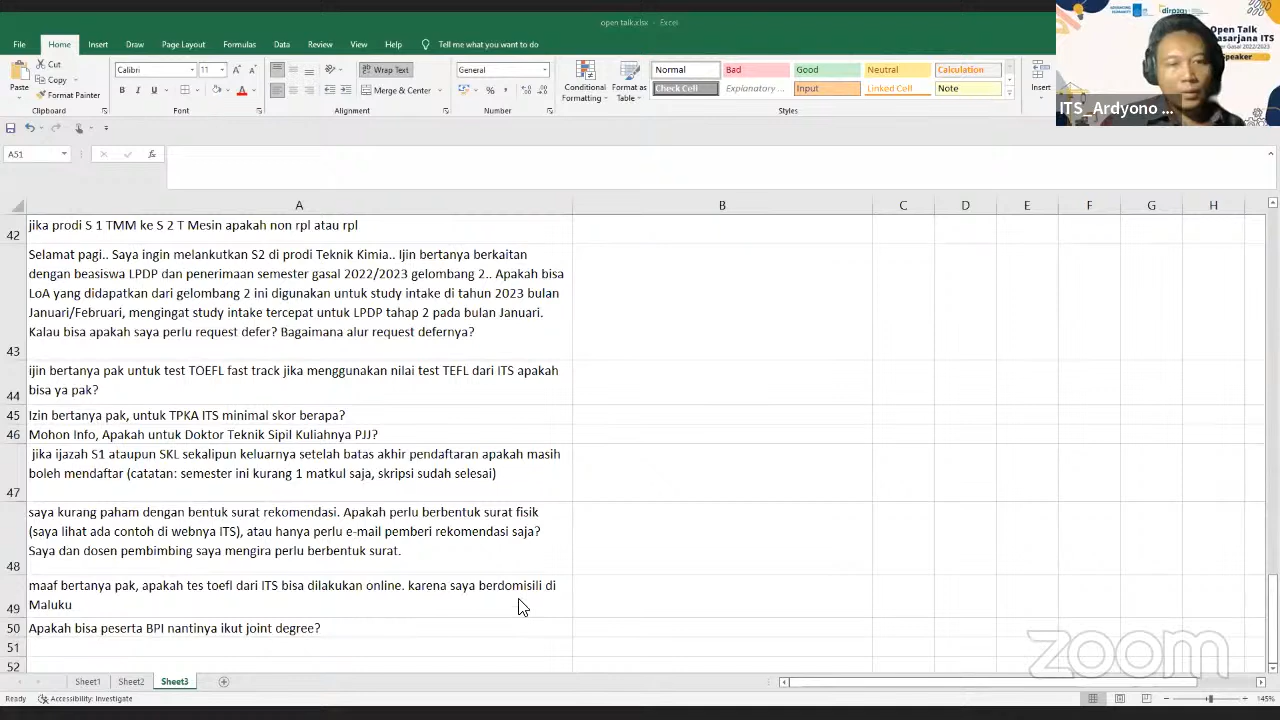 open talk.xlsx - Excel
File Home Insert Draw Page Layout Formulas Data Review View Help Tell me what you want to do
Paste Cut Copy Format Painter
Calibri 11
Wrap Text
Merge & Center
General
Conditional Formatting
Format as Table
Normal Bad Good Neutral Calculation
Check Cell Explanatory ... Input Linked Cell Note
Insert
Clipboard Font Alignment Number Styles
Open Talk
asarjana ITS
Gasal 2022/2023
Speaker
ITS_Ardyono ...
A51
A B C D E F G H
42 jika prodi S 1 TMM ke S 2 T Mesin apakah non rpl atau rpl
Selamat pagi.. Saya ingin melankutkan S2 di prodi Teknik Kimia.. Ijin bertanya berkaitan
dengan beasiswa LPDP dan penerimaan semester gasal 2022/2023 gelombang 2.. Apakah bisa
LoA yang didapatkan dari gelombang 2 ini digunakan untuk study intake di tahun 2023 bulan
Januari/Februari, mengingat study intake tercepat untuk LPDP tahap 2 pada bulan Januari.
Kalau bisa apakah saya perlu request defer? Bagaimana alur request defernya?
43
ijin bertanya pak untuk test TOEFL fast track jika menggunakan nilai test TEFL dari ITS apakah
44 bisa ya pak?
45 Izin bertanya pak, untuk TPKA ITS minimal skor berapa?
46 Mohon Info, Apakah untuk Doktor Teknik Sipil Kuliahnya PJJ?
jika ijazah S1 ataupun SKL sekalipun keluarnya setelah batas akhir pendaftaran apakah masih
boleh mendaftar (catatan: semester ini kurang 1 matkul saja, skripsi sudah selesai)
47
saya kurang paham dengan bentuk surat rekomendasi. Apakah perlu berbentuk surat fisik
(saya lihat ada contoh di webnya ITS), atau hanya perlu e-mail pemberi rekomendasi saja?
Saya dan dosen pembimbing saya mengira perlu berbentuk surat.
48
maaf bertanya pak, apakah tes toefl dari ITS bisa dilakukan online. karena saya berdomisili di
49 Maluku
50 Apakah bisa peserta BPI nantinya ikut joint degree?
51
52
zoom
Sheet1 Sheet2 Sheet3
Ready Accessibility: Investigate 145%